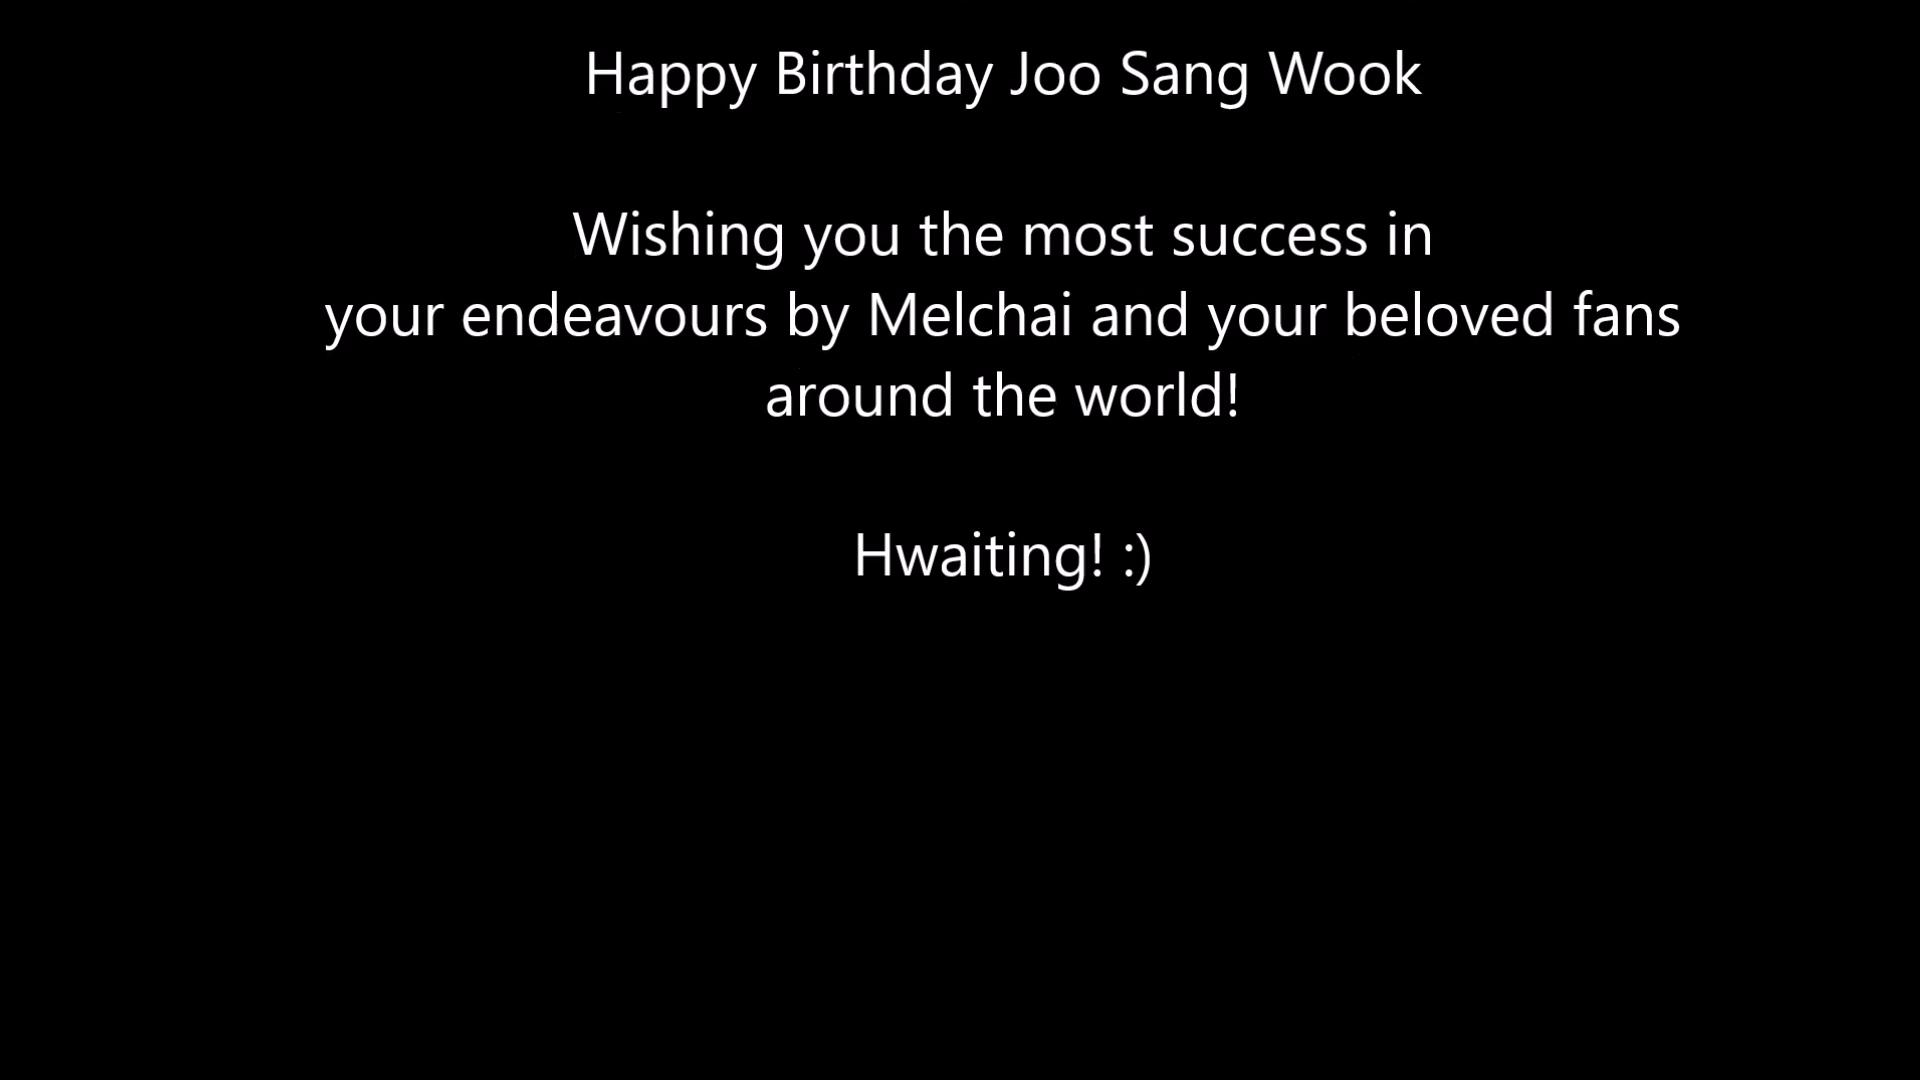 Happy Birthday Joo Sang Wook
Wishing you the most success in
your endeavours by Melchai and your beloved fans
around the world!
Hwaiting! :)